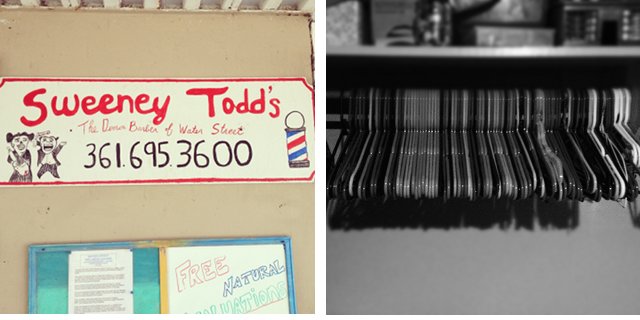 Sweeney Todd's
The Demon Barber of Water Street
361.695.3600
FREE
NATURAL